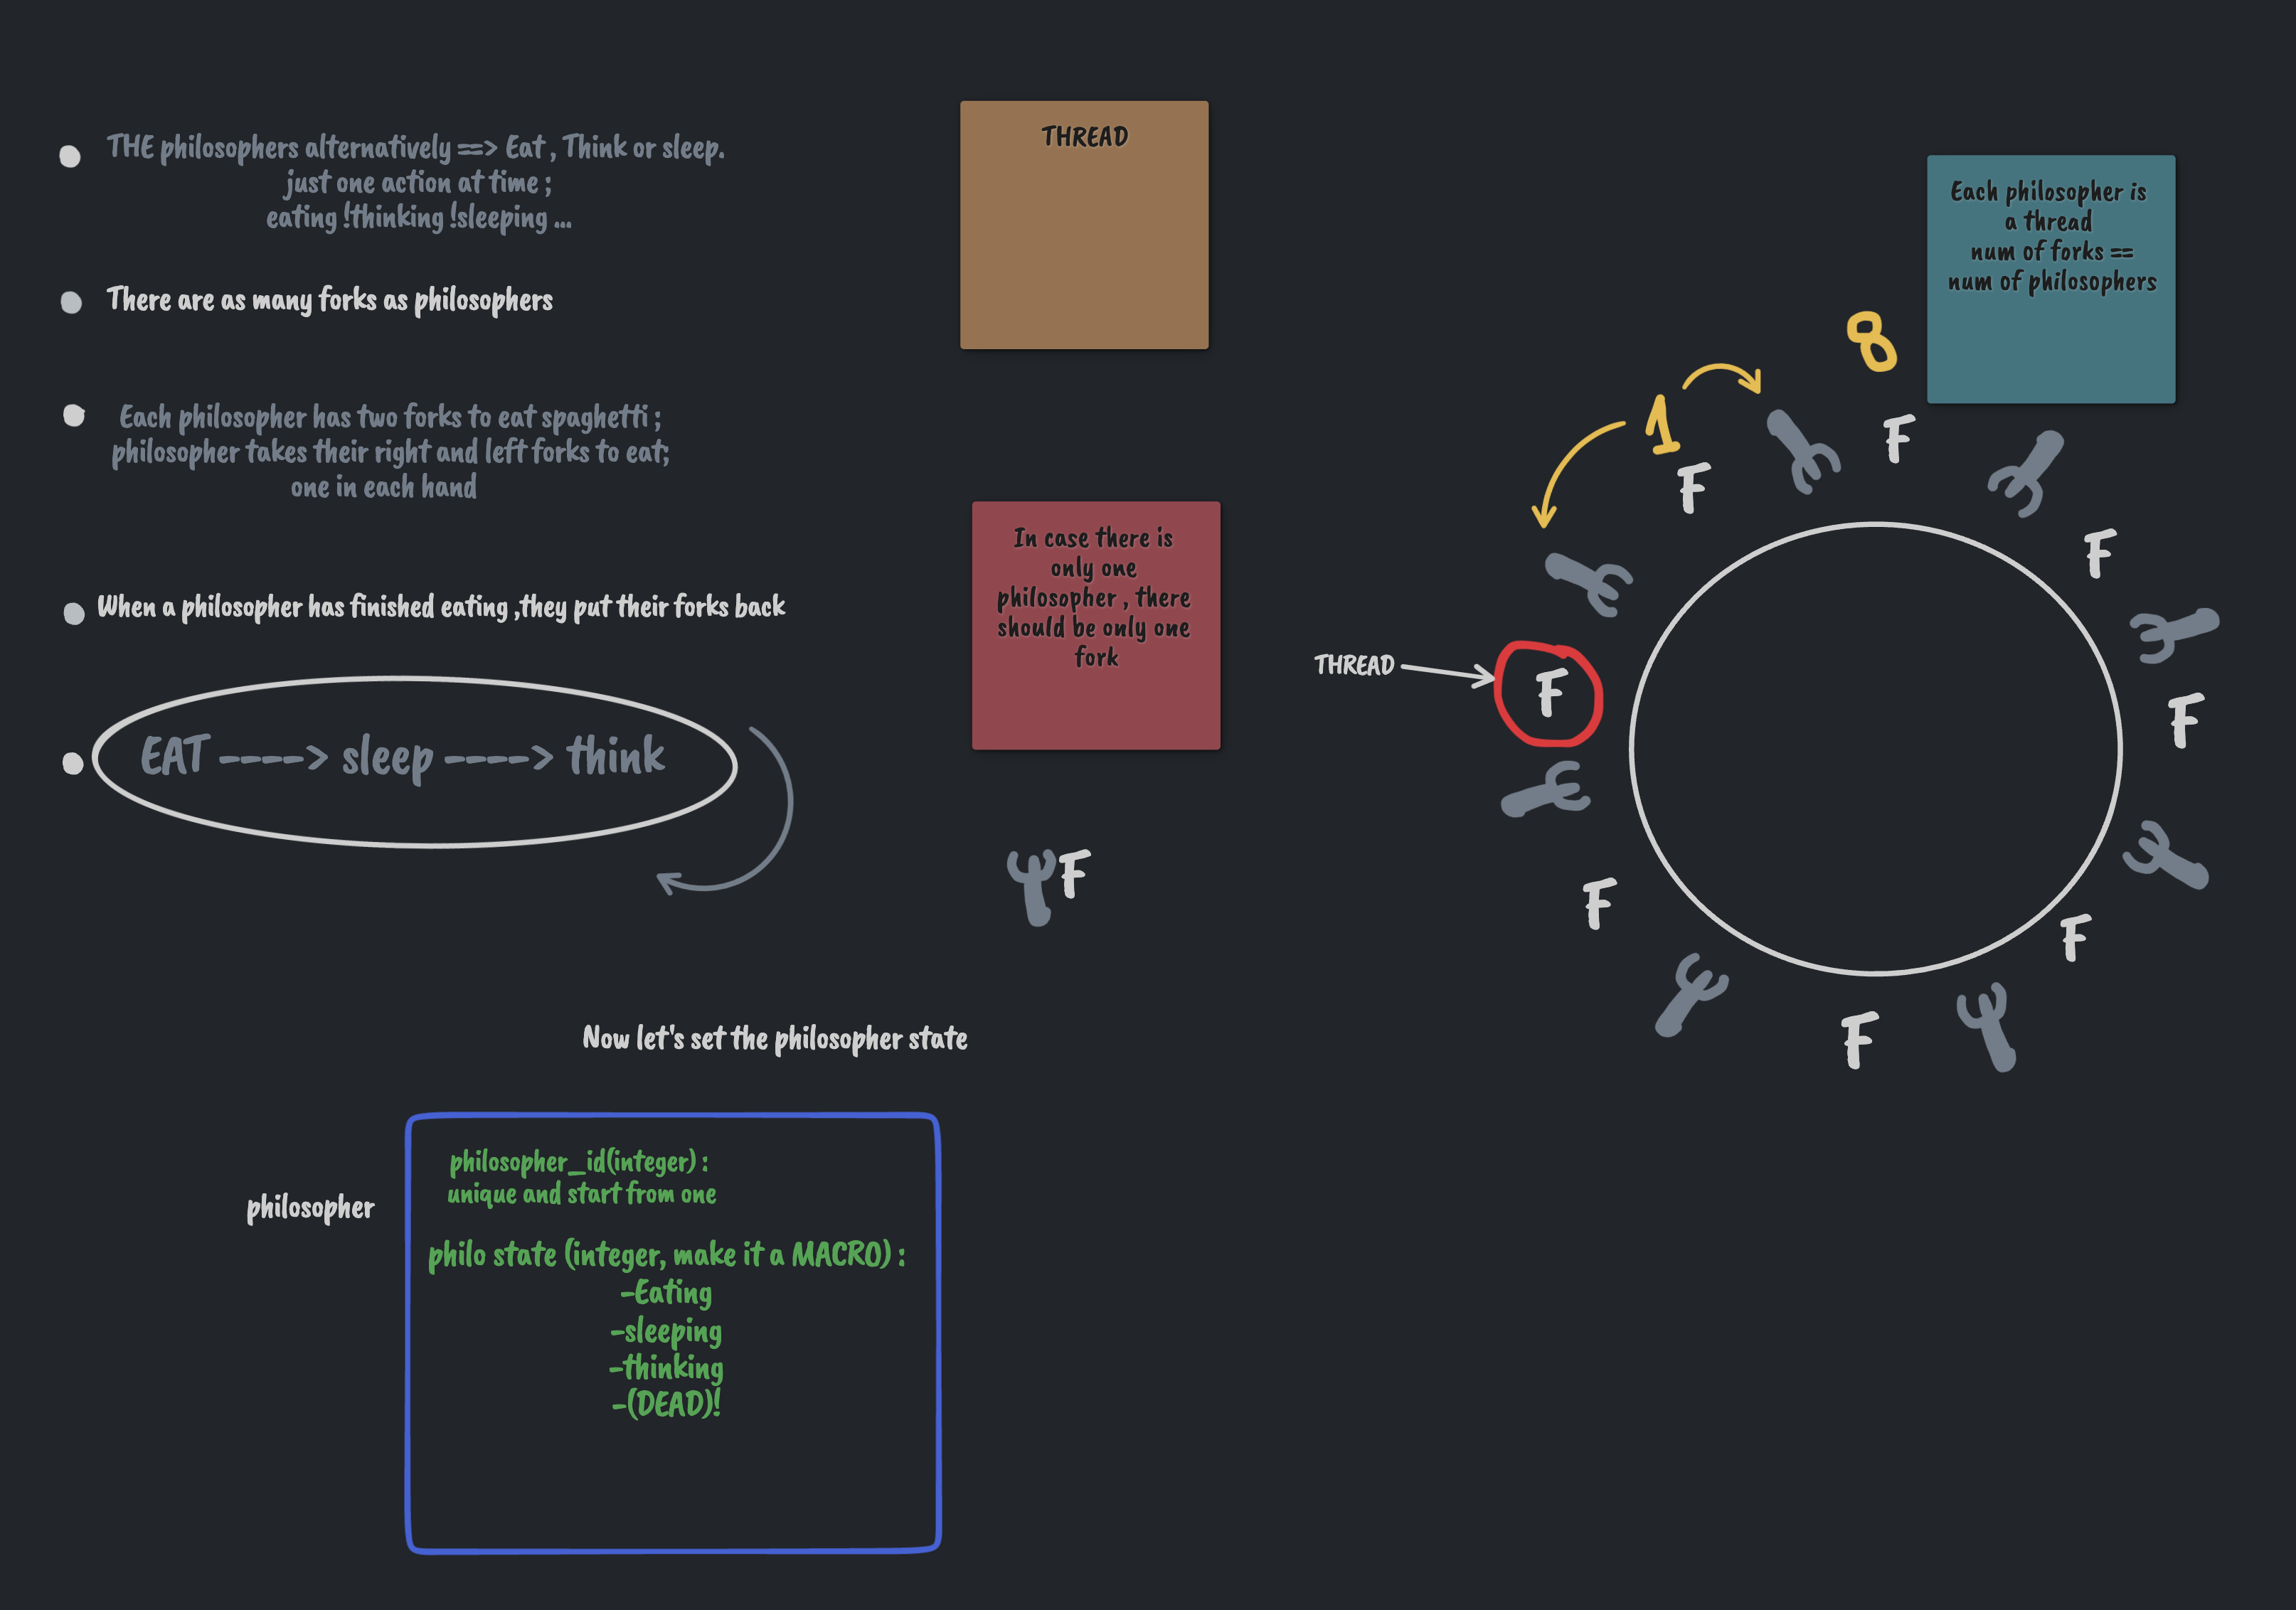 THE philosophers alternatively ==> Eat , Think or sleep.
just one action at time ;
eating !thinking !sleeping ...
There are as many forks as philosophers
Each philosopher has two forks to eat spaghetti ;
philosopher takes their right and left forks to eat;
one in each hand
When a philosopher has finished eating ,they put their forks back
EAT ----> sleep ----> think
THREAD
In case there is
only one
philosopher , there
should be only one
fork
F
Each philosopher is
a thread
num of forks ==
num of philosophers
8
1
F
F
F
THREAD
F
F
F
F
F
Now let's set the philosopher state
philosopher
philosopher_id(integer) :
unique and start from one
philo state (integer, make it a MACRO) :
-Eating
-sleeping
-thinking
-(DEAD)!